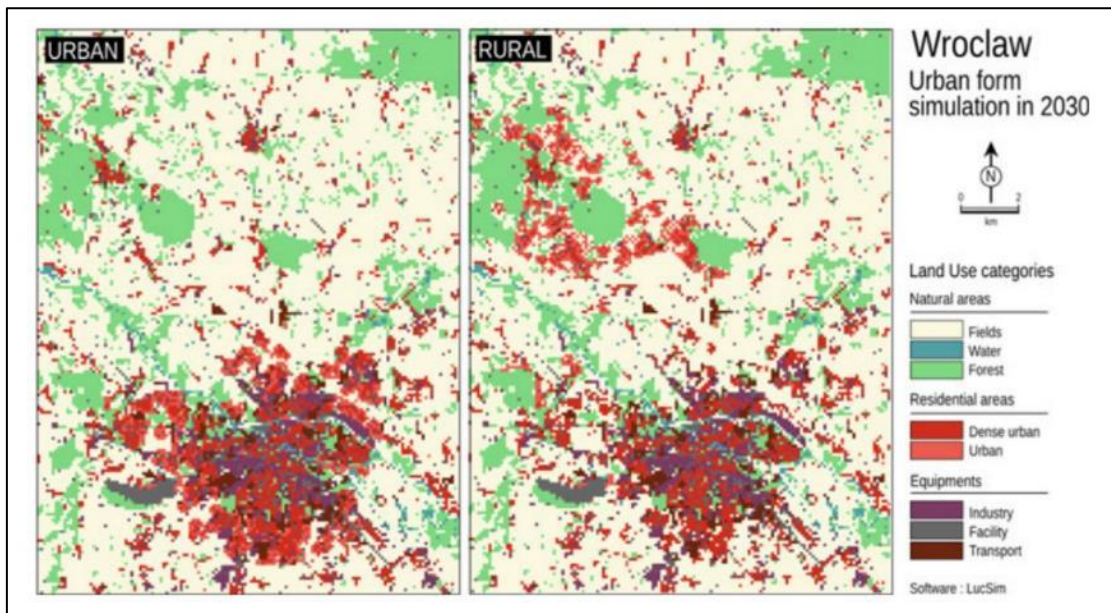 URBAN
RURAL
Wroclaw
Urban form
simulation in 2030
N
0 2
km
Land Use categories
Natural areas
Fields
Water
Forest
Residential areas
Dense urban
Urban
Equipments
Industry
Facility
Transport
Software : LucSim